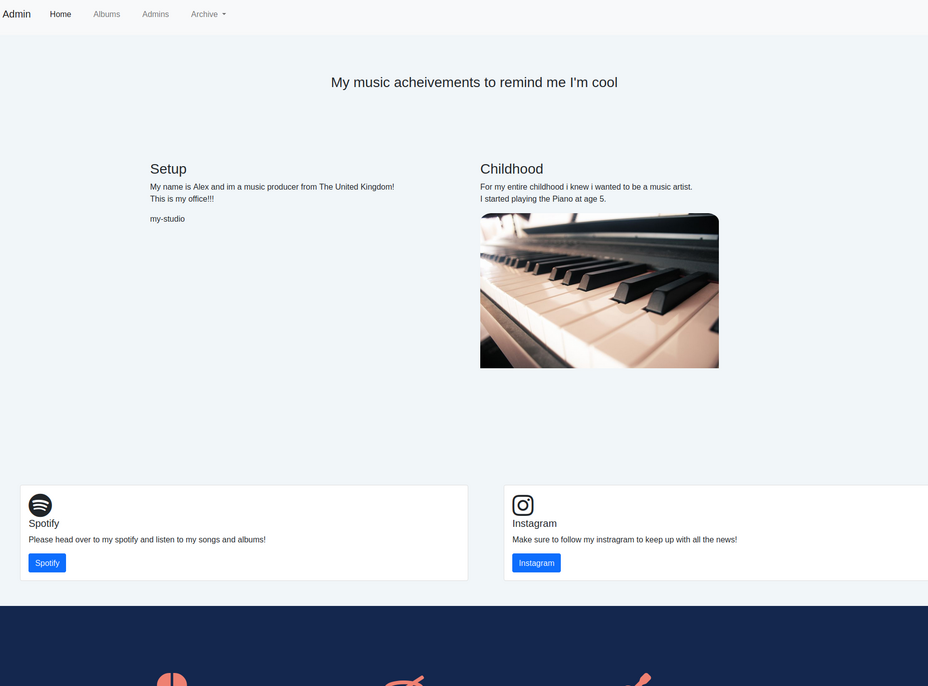 Admin Home Albums Admins Archive
My music acheivements to remind me I'm cool
Setup
My name is Alex and im a music producer from The United Kingdom!
This is my office!!!
my-studio
Childhood
For my entire childhood i knew i wanted to be a music artist.
I started playing the Piano at age 5.
Spotify
Please head over to my spotify and listen to my songs and albums!
Spotify
Instagram
Make sure to follow my instragram to keep up with all the news!
Instagram